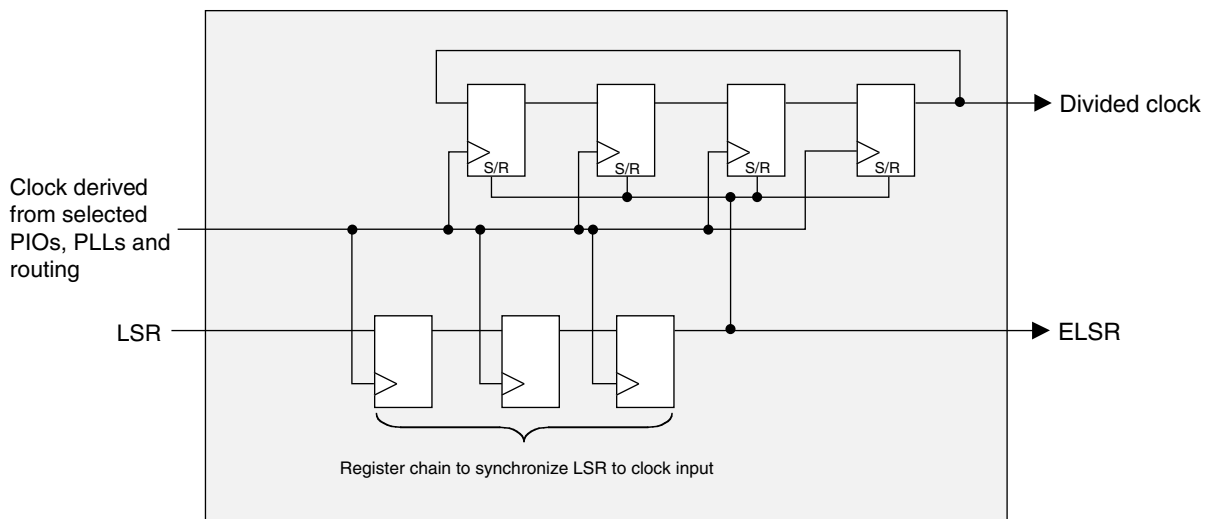 Divided clock
S/R S/R S/R S/R
Clock derived
from selected
PIOs, PLLs and
routing
LSR
ELSR
Register chain to synchronize LSR to clock input